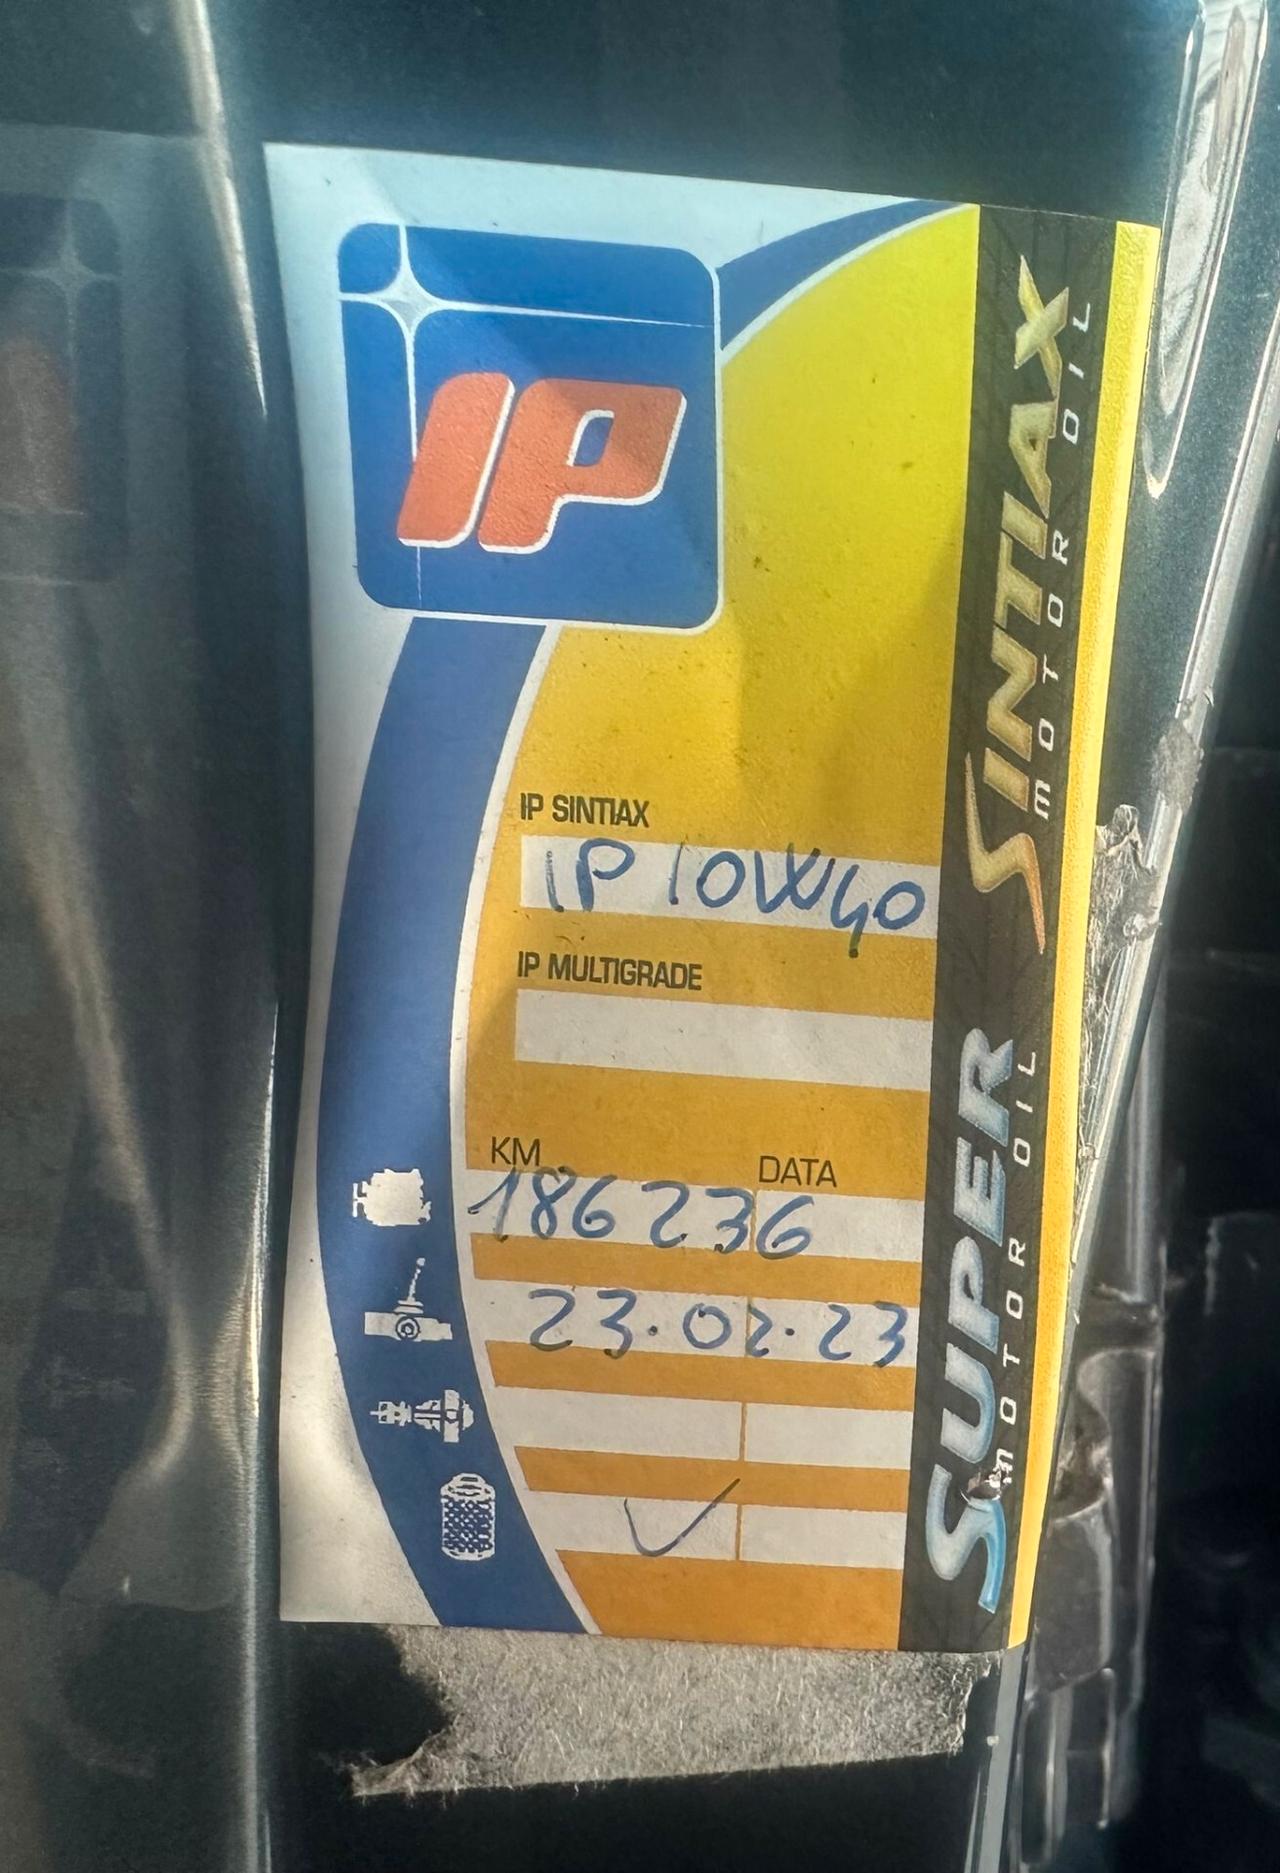 IP
IP SINTIAX
IP 10W40
IP MULTIGRADE
KM DATA
186236
23.02.23
SUPER MOTOR OIL
SINTIAX MOTOR OIL